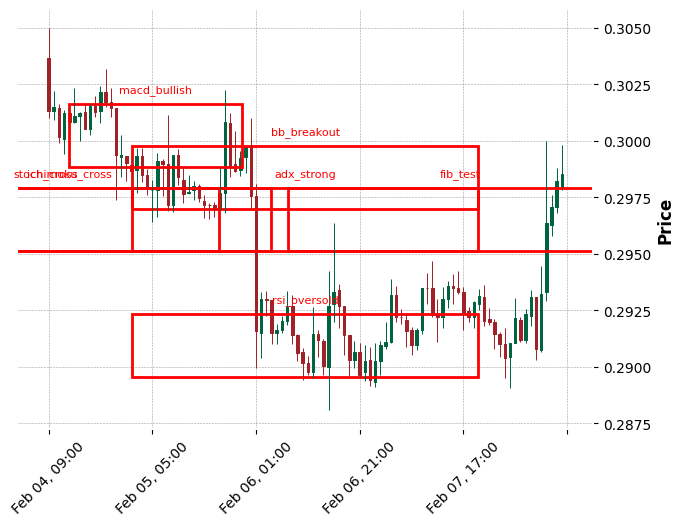 0.3050
0.3025
macd_bullish
bb_breakout
0.3000
ichimoku_cross
adx_strong
fib_test
0.2975
Price
0.2950
rsi_oversold
0.2925
0.2900
0.2875
Feb 04, 09:00
Feb 05, 05:00
Feb 06, 01:00
Feb 06, 21:00
Feb 07, 17:00